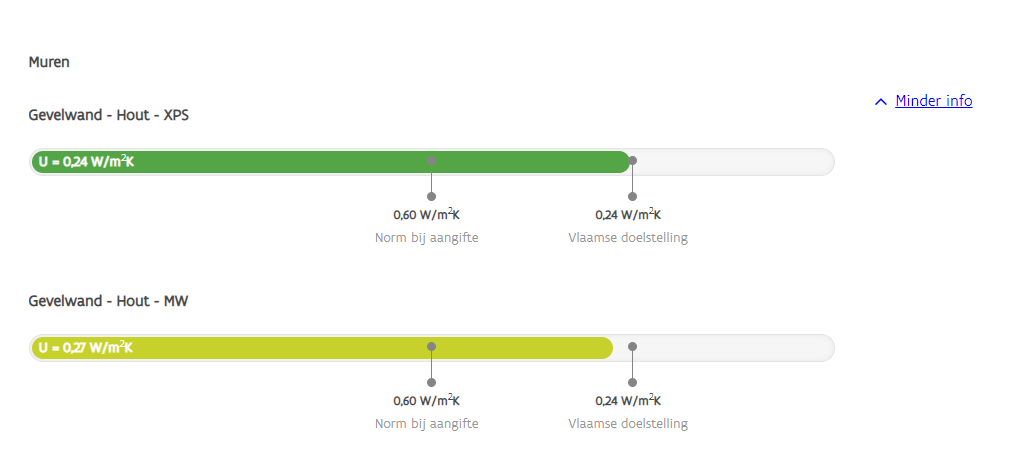 Muren
Minder info
Gevelwand - Hout - XPS
U = 0,24 W/m²K
0,60 W/m²K 0,24 W/m²K
Norm bij aangifte Vlaamse doelstelling
Gevelwand - Hout - MW
U = 0,27 W/m²K
0,60 W/m²K 0,24 W/m²K
Norm bij aangifte Vlaamse doelstelling